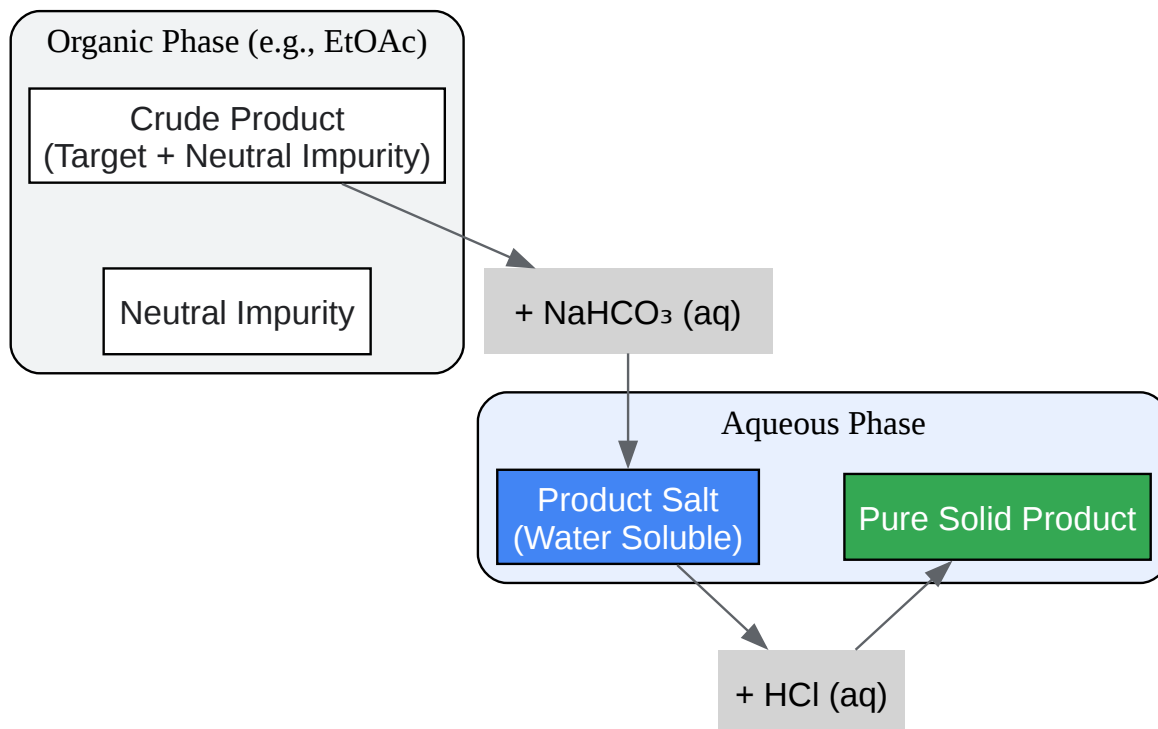 Organic Phase (e.g., EtOAc)
Crude Product
(Target + Neutral Impurity)
Neutral Impurity
+ NaHCO₃ (aq)
Aqueous Phase
Product Salt
(Water Soluble)
Pure Solid Product
+ HCl (aq)